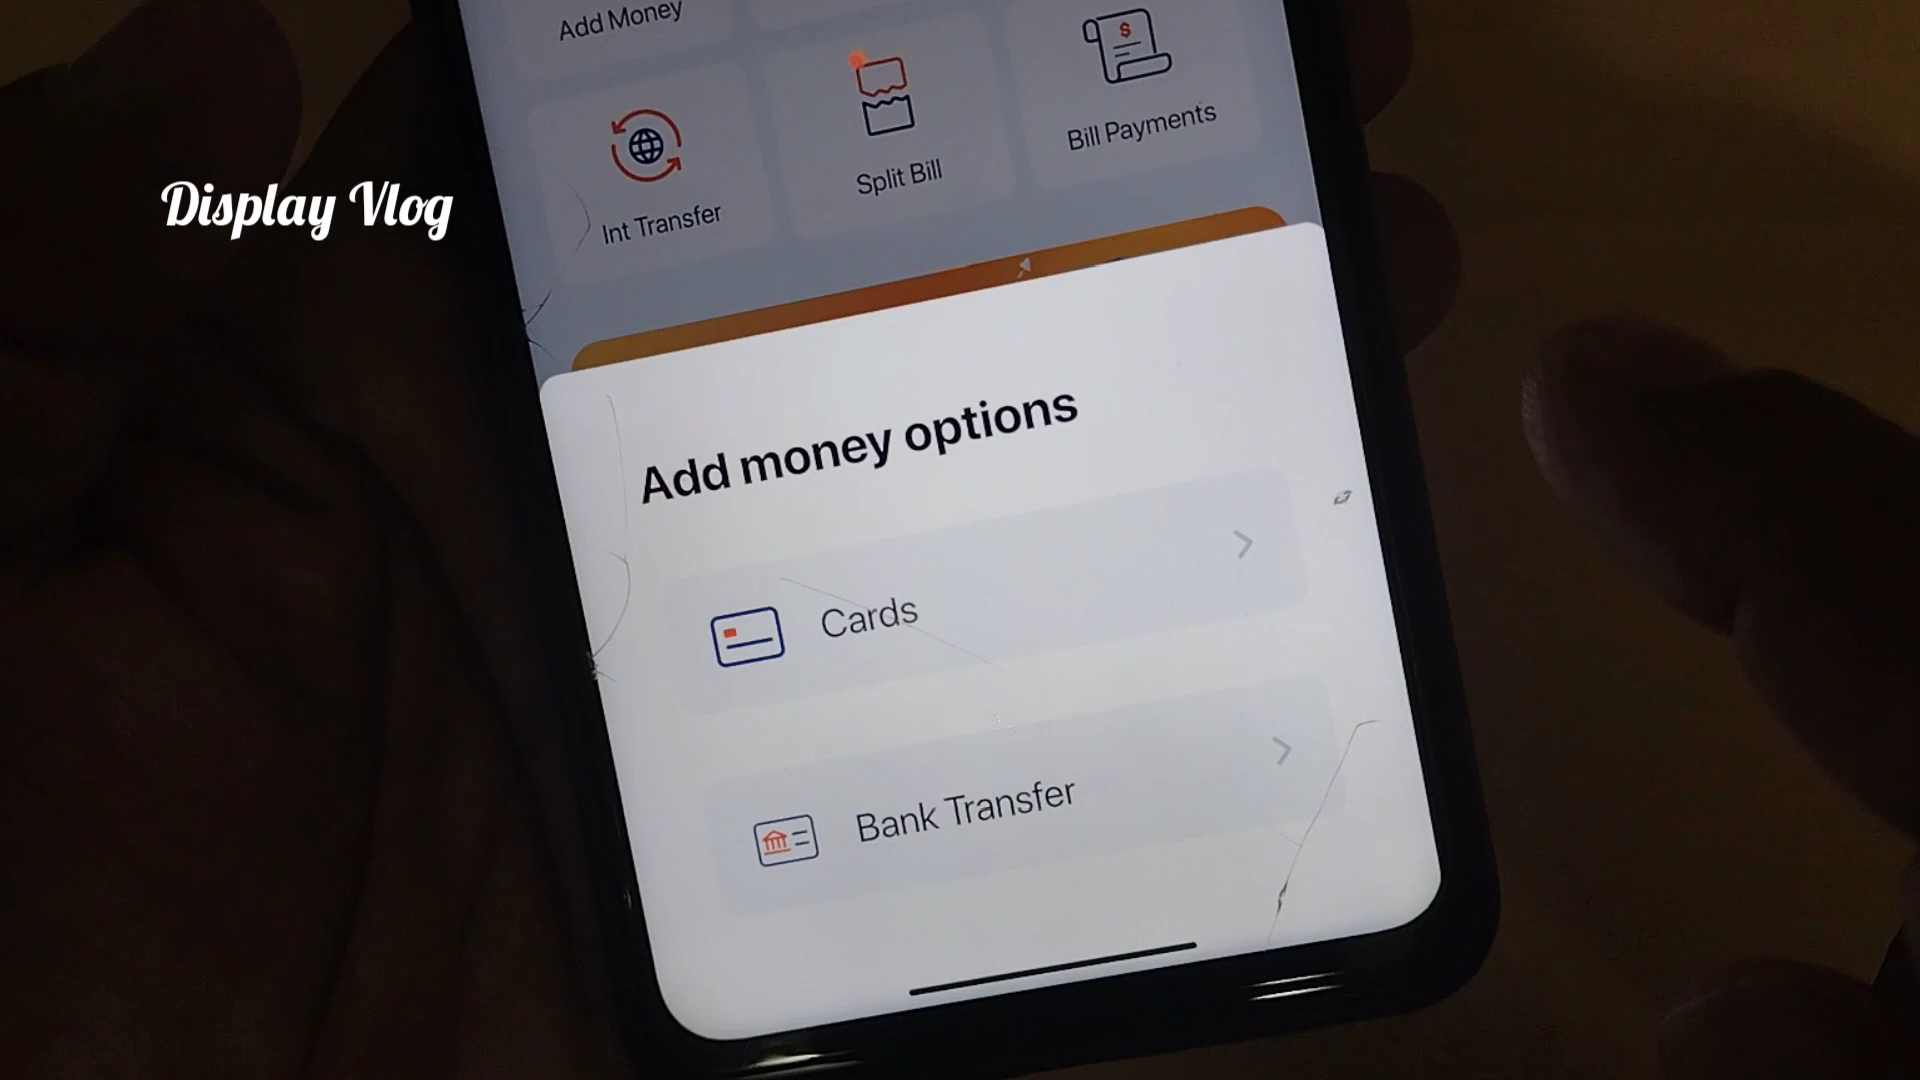 Add Money
Int Transfer
Split Bill
$
Bill Payments
Display Vlog
Add money options
Cards
Bank Transfer